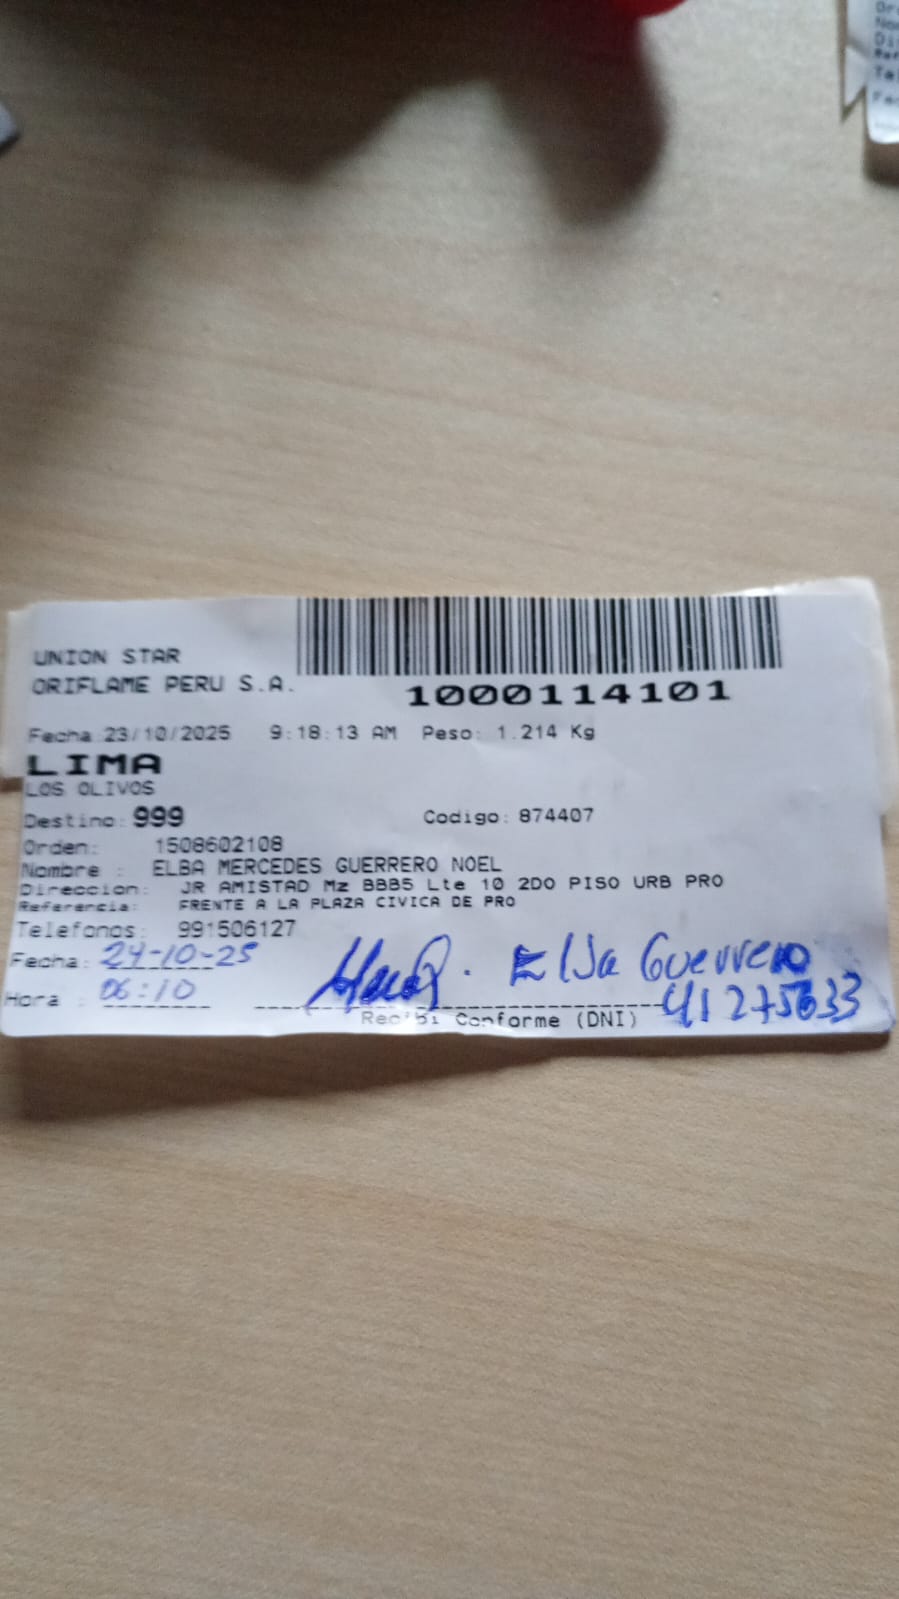 UNION STAR
ORIFLAME PERU S.A.
1000114101
Fecha 23/10/2025 9:18:13 AM Peso: 1.214 Kg
LIMA
LOS OLIVOS
Destino: 999 Codigo: 874407
Orden: 1508602108
Nombre : ELBA MERCEDES GUERRERO NOEL
Direccion: JR AMISTAD Mz BBB5 Lte 10 2DO PISO URB PRO
Referencia: FRENTE A LA PLAZA CIVICA DE PRO
Telefonos: 991506127
Fecha: 24-10-25 Elsa Guerrero
Hora : 06:10 41275633
Recibi Conforme (DNI)